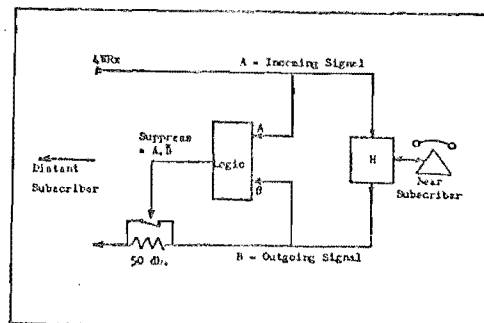 4WRx
A = Incoming Signal
A
Suppress
= A.B̄
Logic
B
H
Distant
Subscriber
Near
Subscriber
50 dB.
B = Outgoing Signal